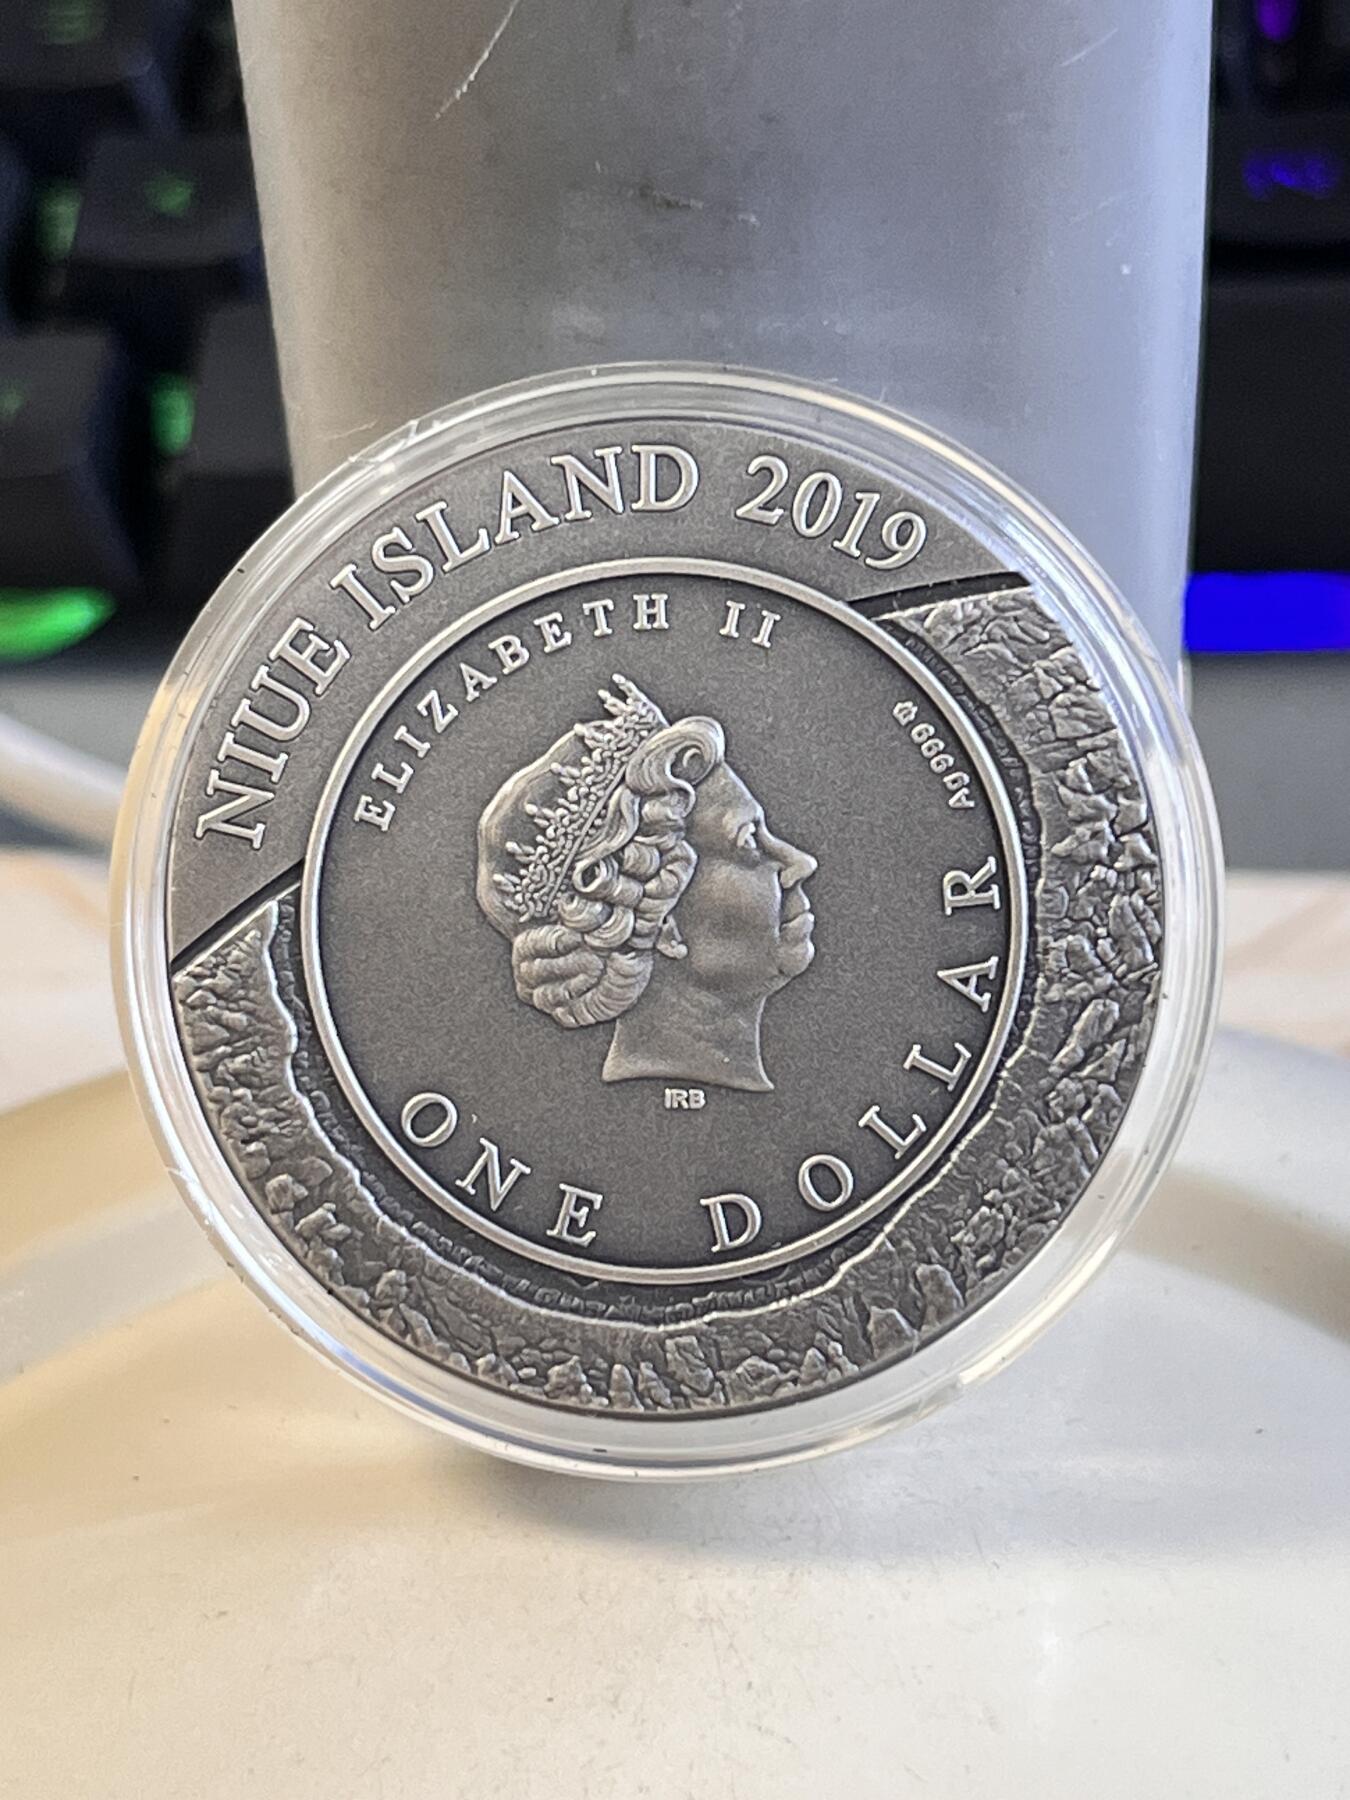 NIUE ISLAND 2019
ELIZABETH II
Ag 999
ONE DOLLAR
IRB